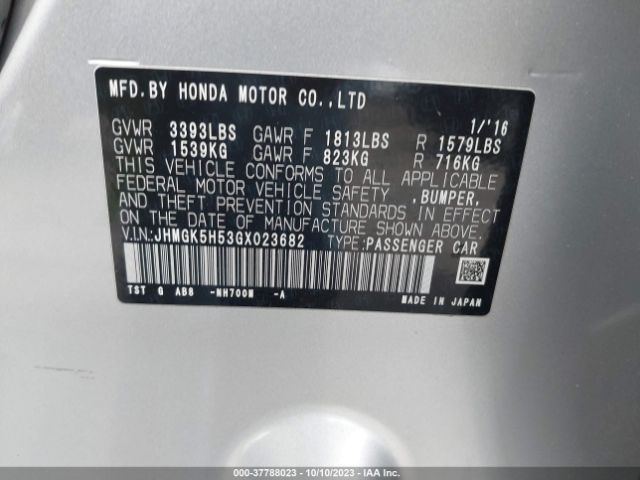 MFD.BY HONDA MOTOR CO.,LTD
1/'16
GVWR 3393LBS GAWR F 1813LBS R 1579LBS
GVWR 1539KG GAWR F 823KG R 716KG
THIS VEHICLE CONFORMS TO ALL APPLICABLE
FEDERAL MOTOR VEHICLE SAFETY ,BUMPER,
AND THEFT PREVENTION STANDARDS IN EFFECT
ON THE DATE OF MANUFACTURE SHOWN ABOVE.
V.I.N.:JHMGK5H53GX023682 TYPE:PASSENGER CAR
TST G AB8 -NH700M -A
MADE IN JAPAN
000-37788023 | 10/10/2023 | IAA Inc.